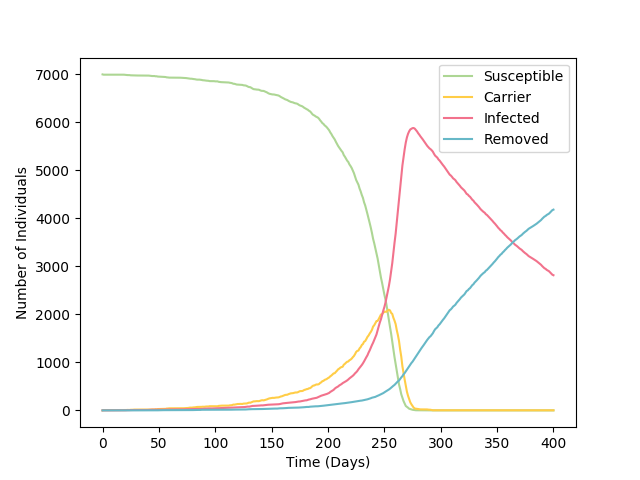 7000
6000
5000
4000
3000
2000
1000
0
Number of Individuals
0 50 100 150 200 250 300 350 400
Time (Days)
Susceptible
Carrier
Infected
Removed